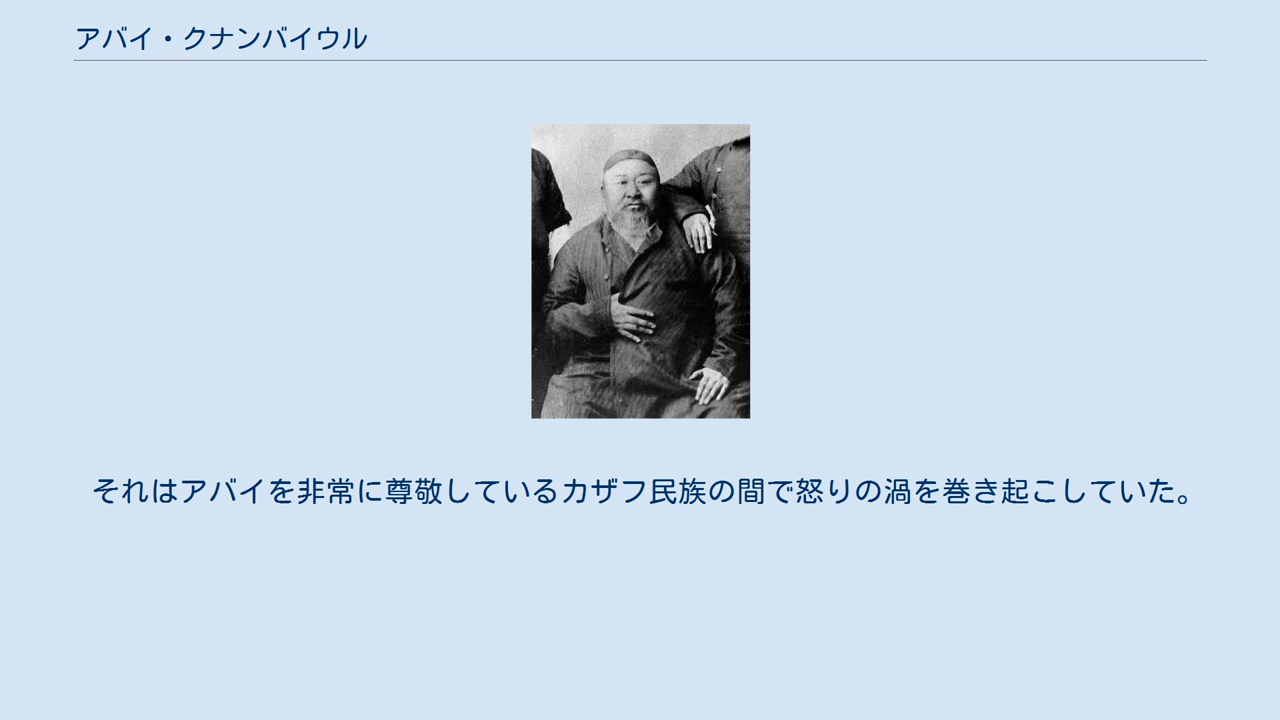 アバイ・クナンバイウル
それはアバイを非常に尊敬しているカザフ民族の間で怒りの渦を巻き起こしていた。